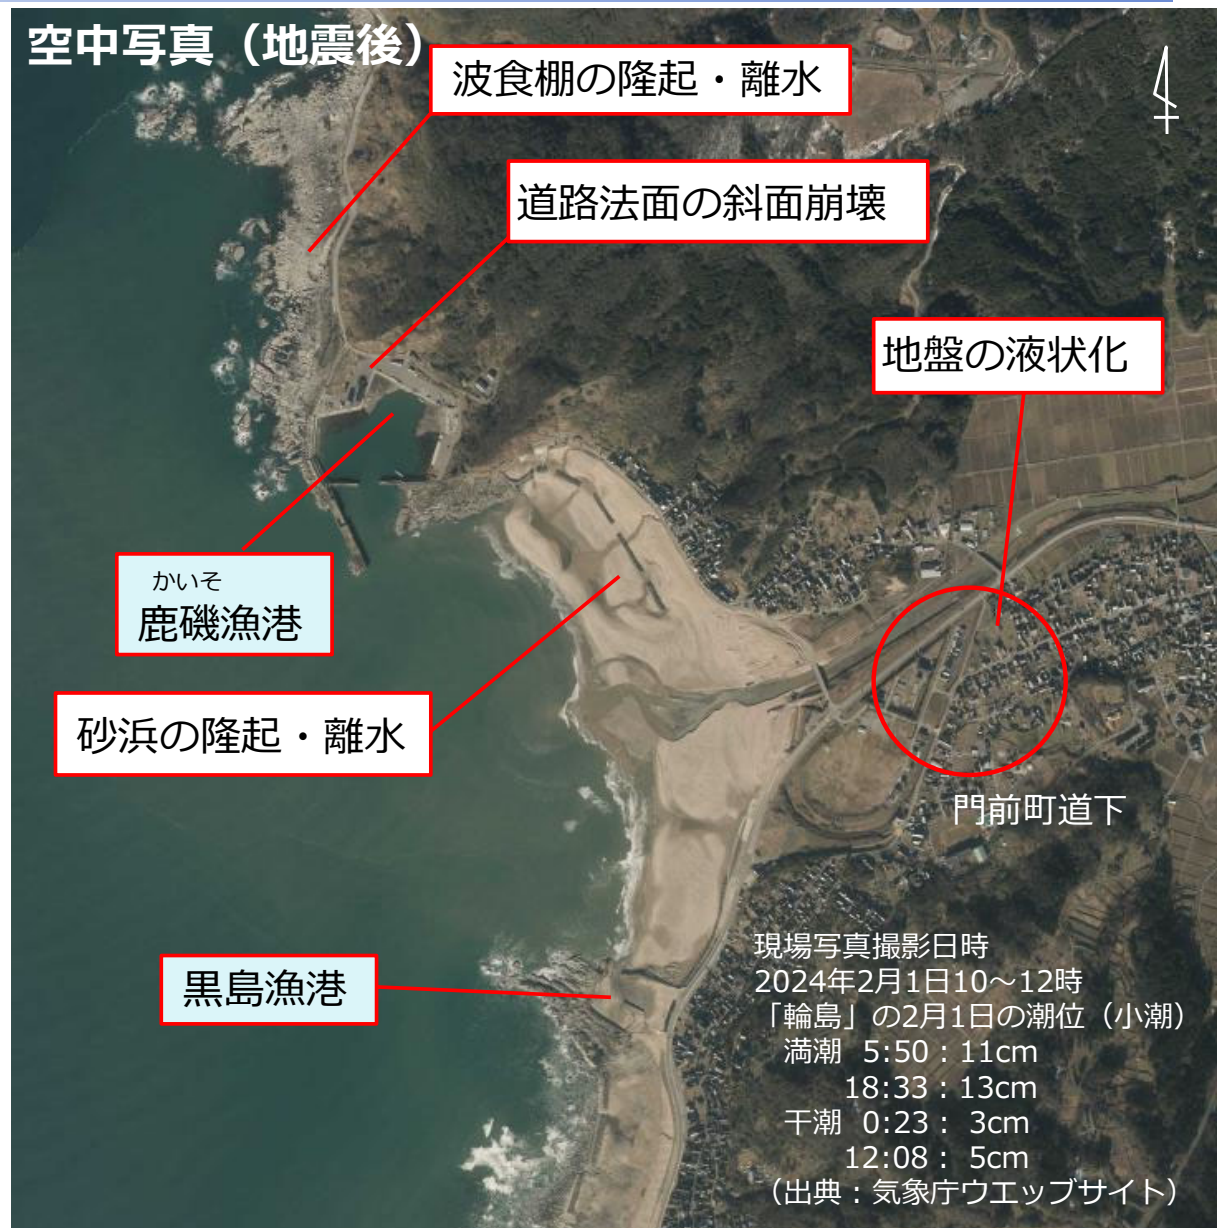 空中写真（地震後）
波食棚の隆起・離水
道路法面の斜面崩壊
地盤の液状化
かいそ
鹿磯漁港
砂浜の隆起・離水
門前町道下
黒島漁港
現場写真撮影日時
2024年2月1日10～12時
「輪島」の2月1日の潮位（小潮）
満潮 5:50：11cm
18:33：13cm
干潮 0:23： 3cm
12:08： 5cm
（出典：気象庁ウエッブサイト）